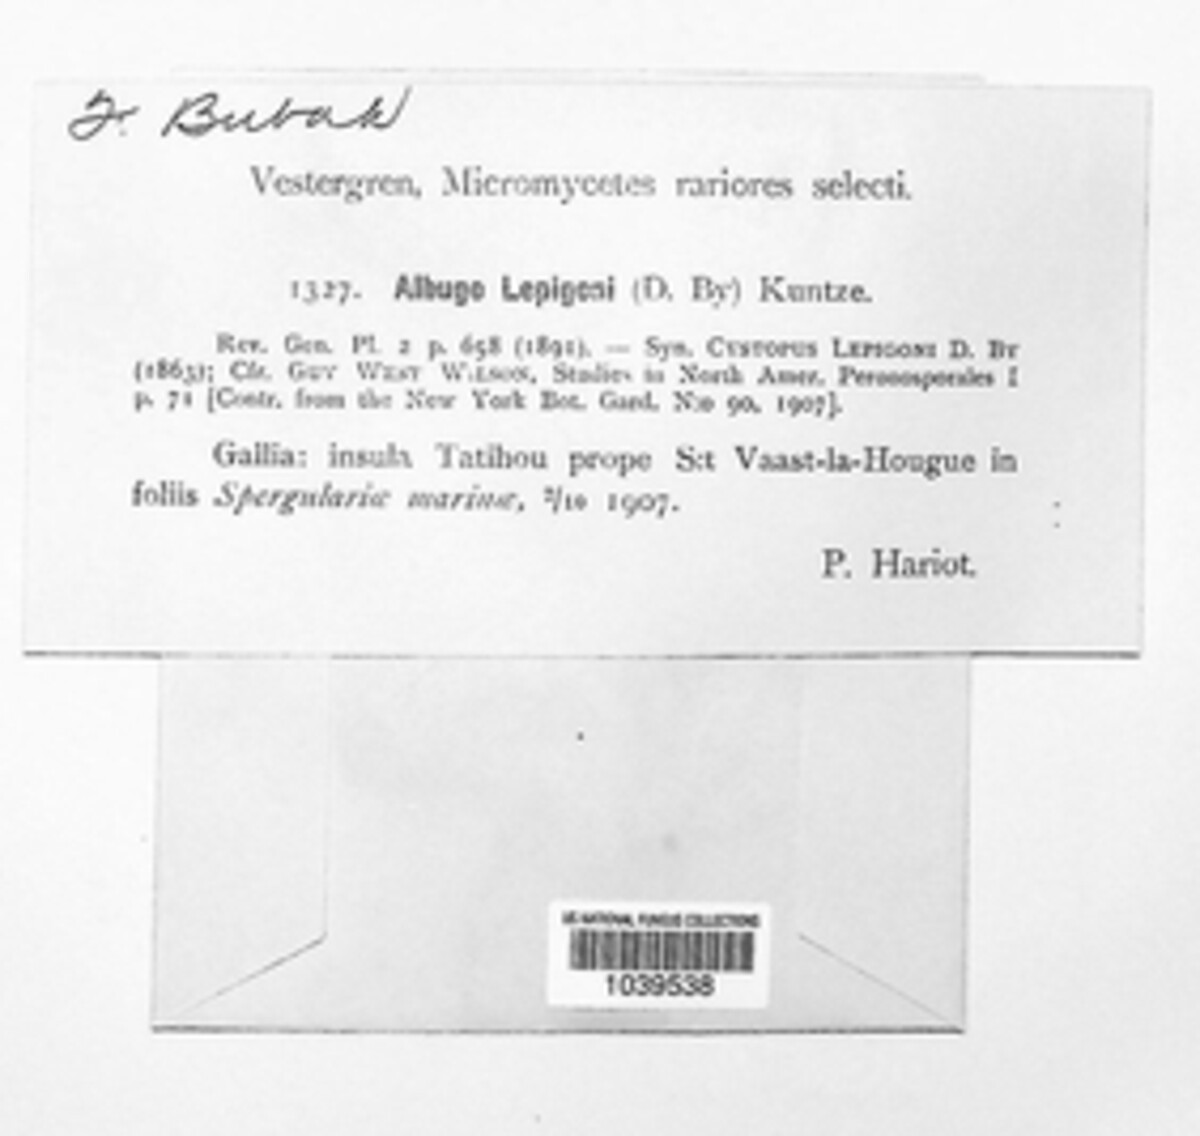 Fr. Bubak
Vestergren, Micromycetes rariores selecti.
1327. Albugo Lepigoni (D. By) Kuntze.
Rev. Gen. Pl. 2 p. 658 (1891). — Syn. CYSTOPUS LEPIGONI D. BY
(1863); Cfr. GUY WEST WILSON, Studies in North Amer. Peronosporales I
p. 71 [Contr. from the New York Bot. Gard. N:o 90, 1907].
Gallia: insula Tatihou prope S:t Vaast-la-Hougue in
foliis Spergulariæ marinæ, 2/10 1907.
P. Hariot.
US NATIONAL FUNGUS COLLECTIONS
1039538